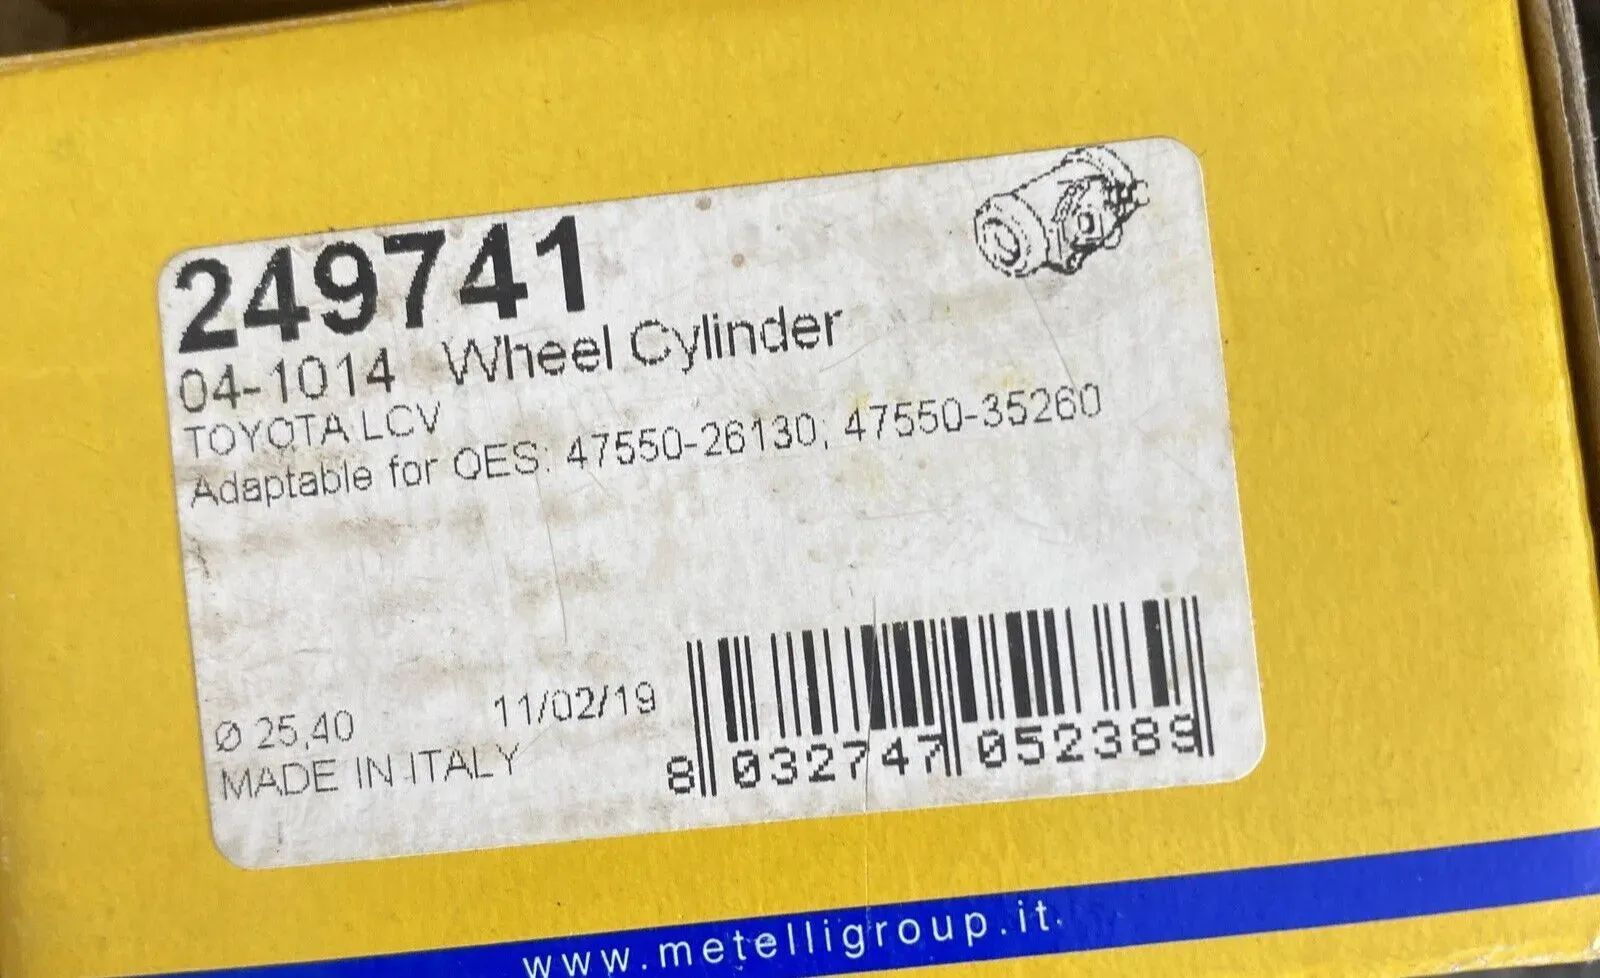 249741
04-1014 Wheel Cylinder
TOYOTA LCV
Adaptable for OES: 47550-26130; 47550-35260
Ø 25,40 11/02/19
MADE IN ITALY
8 032747 052389
www.metelligroup.it